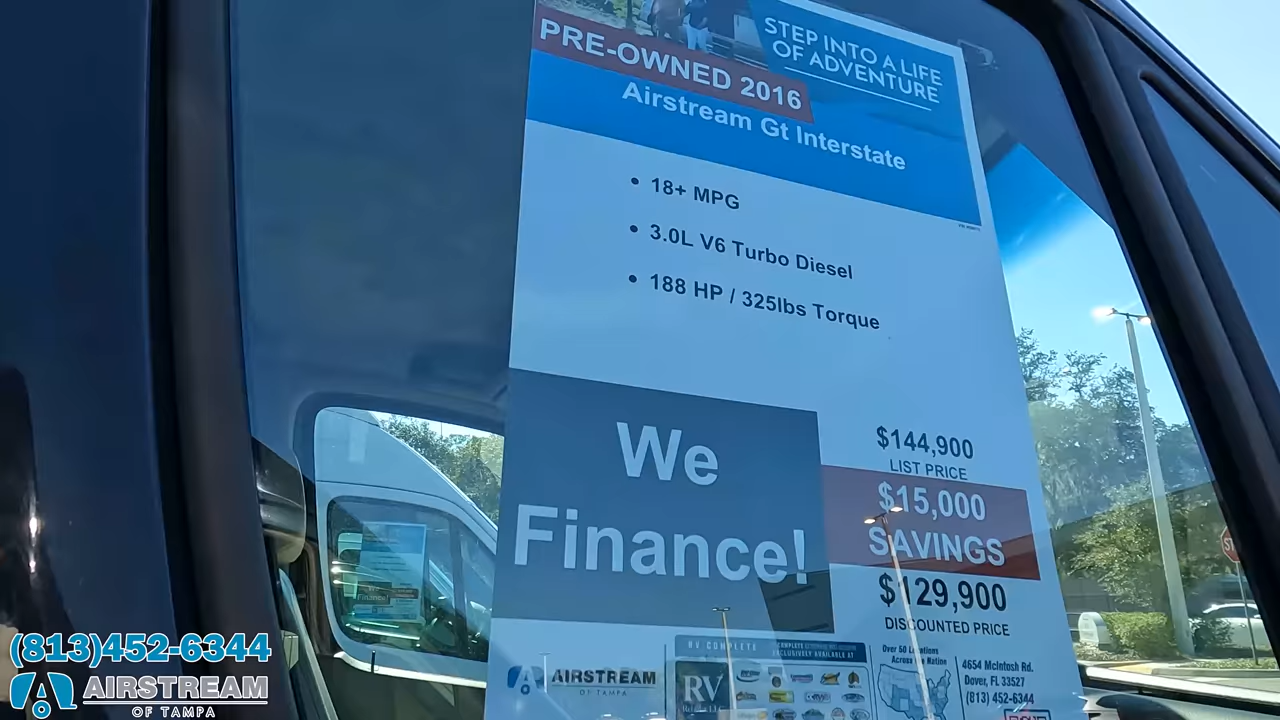 STEP INTO A LIFE
OF ADVENTURE
PRE-OWNED 2016
Airstream Gt Interstate
• 18+ MPG
• 3.0L V6 Turbo Diesel
• 188 HP / 325lbs Torque
We
Finance!
$144,900
LIST PRICE
$15,000
SAVINGS
$129,900
DISCOUNTED PRICE
AIRSTREAM
OF TAMPA
RV COMPLETE
RV
Over 50 Locations
Across the Nation
4654 McIntosh Rd.
Dover, FL 33527
(813) 452-6344
(813)452-6344
AIRSTREAM
OF TAMPA